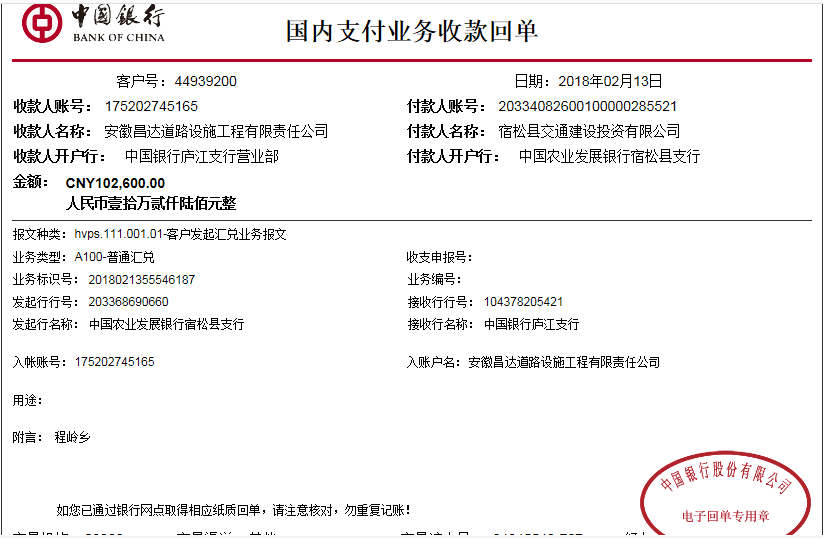 中國銀行
BANK OF CHINA
国内支付业务收款回单
客户号：44939200 日期：2018年02月13日
收款人账号：175202745165 付款人账号：20334082600100000285521
收款人名称：安徽昌达道路设施工程有限责任公司 付款人名称：宿松县交通建设投资有限公司
收款人开户行：中国银行庐江支行营业部 付款人开户行：中国农业发展银行宿松县支行
金额：CNY102,600.00
人民币壹拾万贰仟陆佰元整
报文种类：hvps.111.001.01-客户发起汇兑业务报文
业务类型：A100-普通汇兑 收支申报号：
业务标识号：2018021355546187 业务编号：
发起行行号：203368690660 接收行行号：104378205421
发起行名称：中国农业发展银行宿松县支行 接收行名称：中国银行庐江支行
入帐账号：175202745165 入账户名：安徽昌达道路设施工程有限责任公司
用途：
附言：程岭乡
中国银行股份有限公司
如您已通过银行网点取得相应纸质回单，请注意核对，勿重复记账！
电子回单专用章